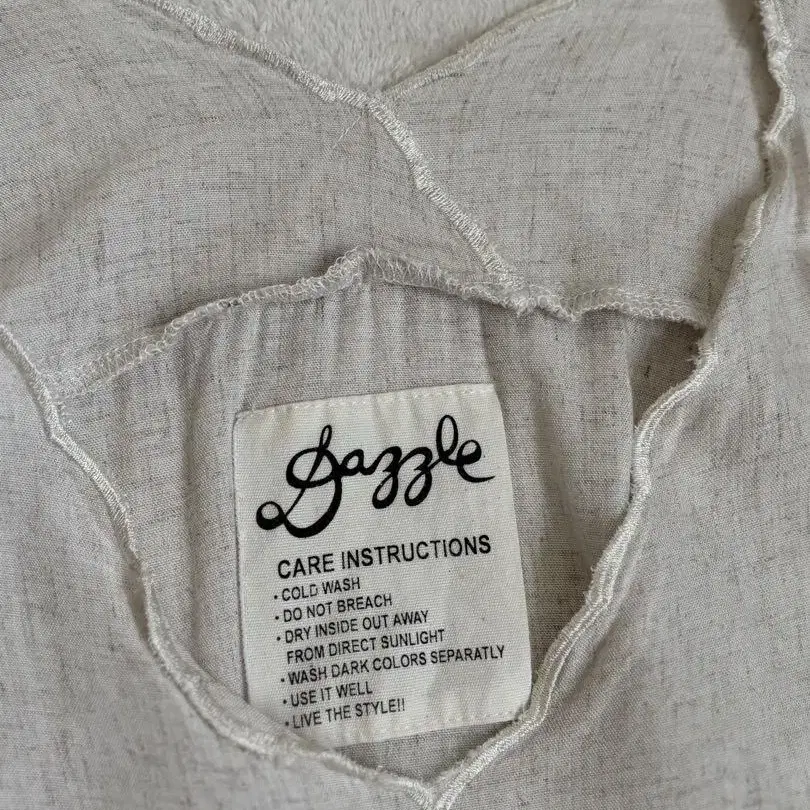 Dazzle
CARE INSTRUCTIONS
• COLD WASH
• DO NOT BREACH
• DRY INSIDE OUT AWAY
FROM DIRECT SUNLIGHT
• WASH DARK COLORS SEPARATLY
• USE IT WELL
• LIVE THE STYLE!!